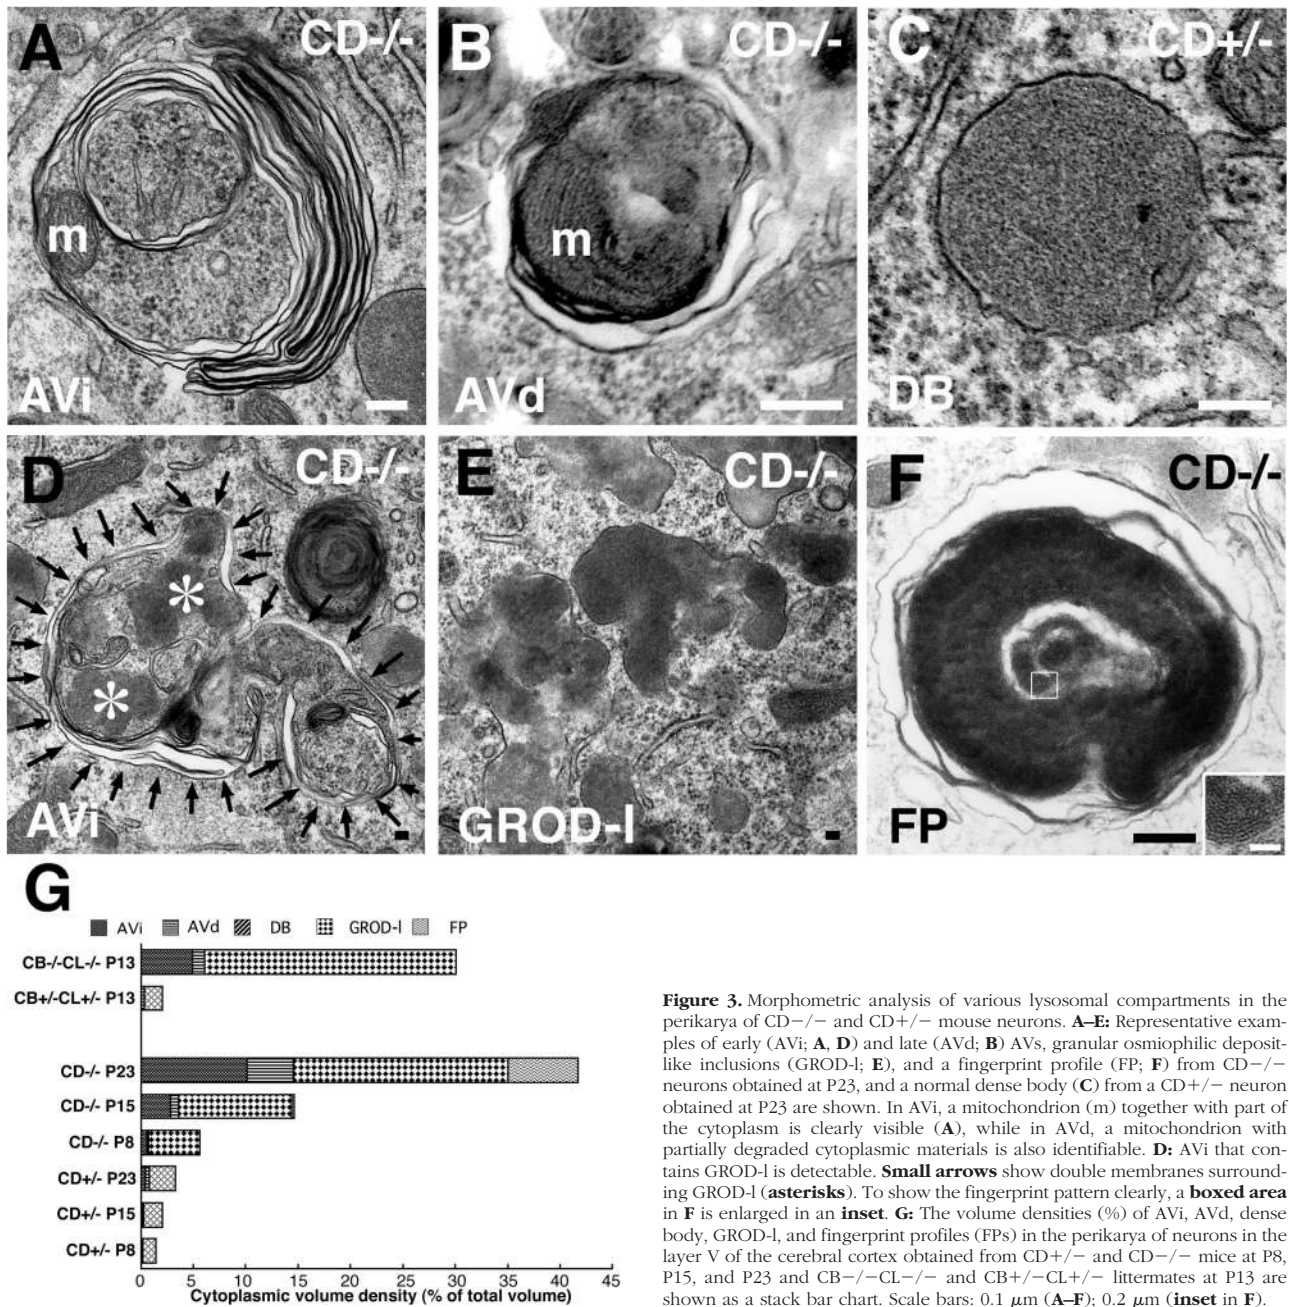 A
CD-/-
m
AVi
B
CD-/-
m
AVd
C
CD+/-
DB
D
CD-/-
*
*
AVi
E
CD-/-
GROD-l
F
CD-/-
FP
G
AVi AVd DB GROD-l FP
CB-/-CL-/- P13
CB+/-CL+/- P13
CD-/- P23
CD-/- P15
CD-/- P8
CD+/- P23
CD+/- P15
CD+/- P8
0 5 10 15 20 25 30 35 40 45
Cytoplasmic volume density (% of total volume)
Figure 3. Morphometric analysis of various lysosomal compartments in the
perikarya of CD−/− and CD+/− mouse neurons. A–E: Representative exam-
ples of early (AVi; A, D) and late (AVd; B) AVs, granular osmiophilic deposit-
like inclusions (GROD-l; E), and a fingerprint profile (FP; F) from CD−/−
neurons obtained at P23, and a normal dense body (C) from a CD+/− neuron
obtained at P23 are shown. In AVi, a mitochondrion (m) together with part of
the cytoplasm is clearly visible (A), while in AVd, a mitochondrion with
partially degraded cytoplasmic materials is also identifiable. D: AVi that con-
tains GROD-l is detectable. Small arrows show double membranes surround-
ing GROD-l (asterisks). To show the fingerprint pattern clearly, a boxed area
in F is enlarged in an inset. G: The volume densities (%) of AVi, AVd, dense
body, GROD-l, and fingerprint profiles (FPs) in the perikarya of neurons in the
layer V of the cerebral cortex obtained from CD+/− and CD−/− mice at P8,
P15, and P23 and CB−/−CL−/− and CB+/−CL+/− littermates at P13 are
shown as a stack bar chart. Scale bars: 0.1 μm (A–F); 0.2 μm (inset in F).